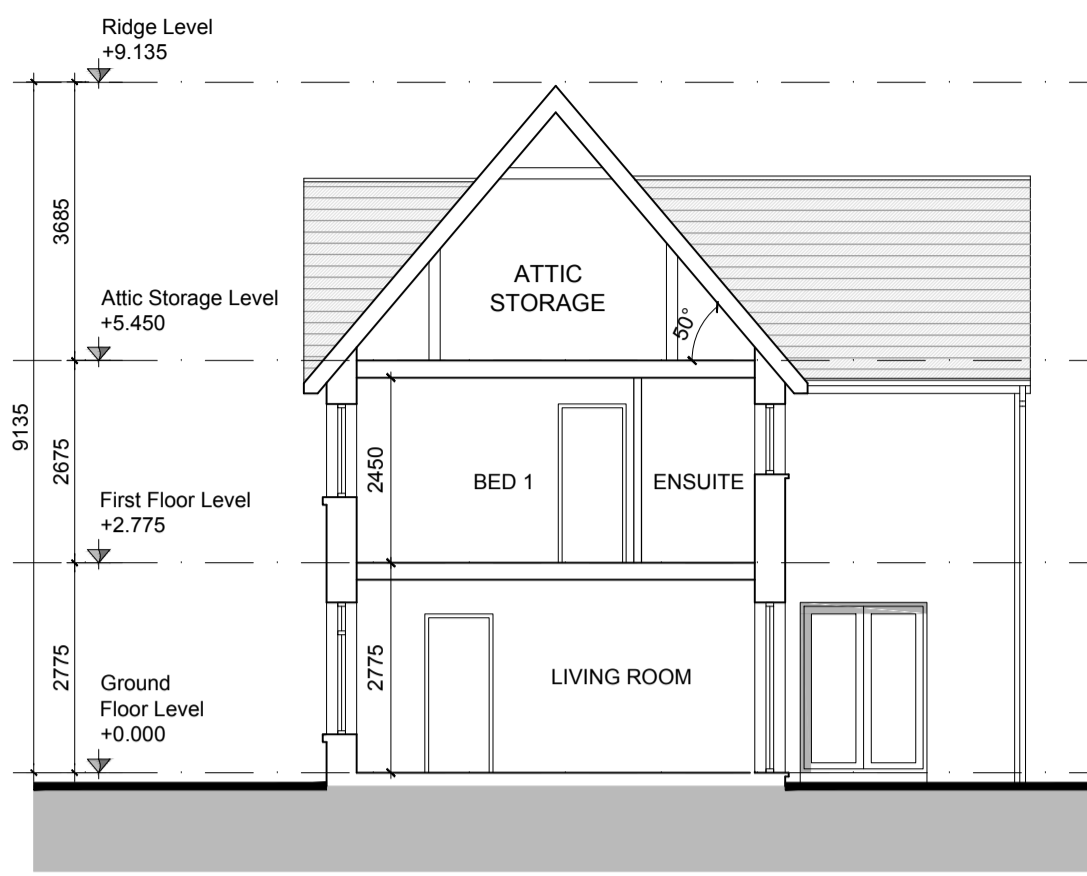 Ridge Level
+9.135
3685
ATTIC
STORAGE
Attic Storage Level
+5.450
50°
9135
2675
2450
BED 1
ENSUITE
First Floor Level
+2.775
2775
2775
LIVING ROOM
Ground
Floor Level
+0.000